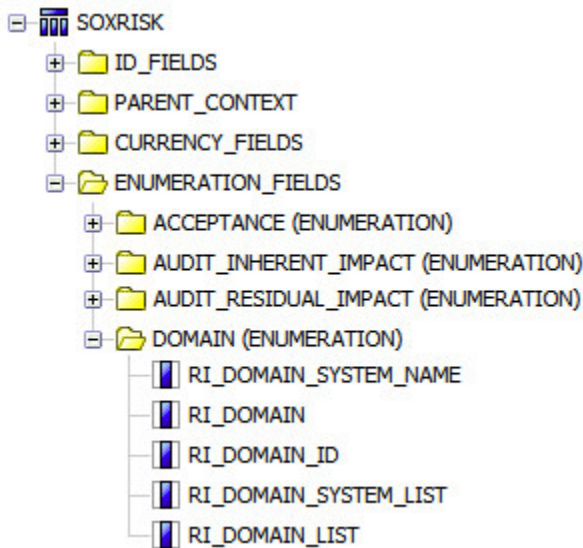 SOXRISK
ID_FIELDS
PARENT_CONTEXT
CURRENCY_FIELDS
ENUMERATION_FIELDS
ACCEPTANCE (ENUMERATION)
AUDIT_INHERENT_IMPACT (ENUMERATION)
AUDIT_RESIDUAL_IMPACT (ENUMERATION)
DOMAIN (ENUMERATION)
RI_DOMAIN_SYSTEM_NAME
RI_DOMAIN
RI_DOMAIN_ID
RI_DOMAIN_SYSTEM_LIST
RI_DOMAIN_LIST